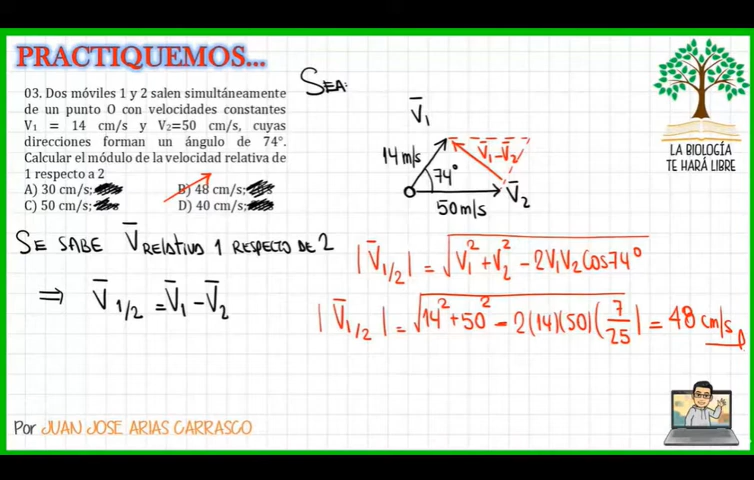 PRACTIQUEMOS...
03. Dos móviles 1 y 2 salen simultáneamente
de un punto O con velocidades constantes
V₁ = 14 cm/s y V₂=50 cm/s, cuyas
direcciones forman un ángulo de 74°.
Calcular el módulo de la velocidad relativa de
1 respecto a 2
A) 30 cm/s; B) 48 cm/s;
C) 50 cm/s; D) 40 cm/s;
SEA:
V̅₁
14 m/s
74°
V̅₁-V̅₂
V̅₂
50 m/s
LA BIOLOGÍA
TE HARÁ LIBRE
SE SABE V̅ RELATIVA 1 RESPECTO DE 2
⇒ V̅ 1/2 = V̅₁ - V̅₂
|V̅1/2| = √V₁² + V₂² - 2V₁V₂ Cos74°
|V̅1/2| = √14² + 50² - 2(14)(50)(7/25) = 48 cm/s
Por JUAN JOSE ARIAS CARRASCO